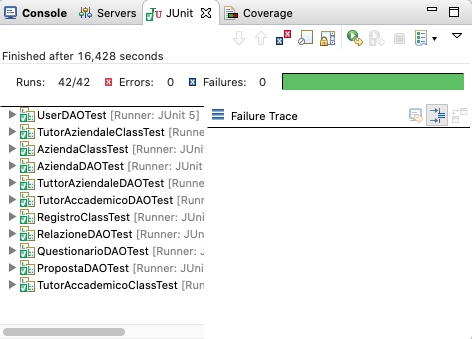 Console Servers JUnit Coverage
Finished after 16,428 seconds
Runs: 42/42 Errors: 0 Failures: 0
UserDAOTest [Runner: JUnit 5]
TutorAziendaleClassTest [Runne
AziendaClassTest [Runner: JUni
AziendaDAOTest [Runner: JUnit
TuttorAziendaleDAOTest [Runne
TutorAccademicoDAOTest [Runn
RegistroClassTest [Runner: JUni
RelazioneDAOTest [Runner: JUn
QuestionarioDAOTest [Runner: J
PropostaDAOTest [Runner: JUni
TutorAccademicoClassTest [Run
Failure Trace